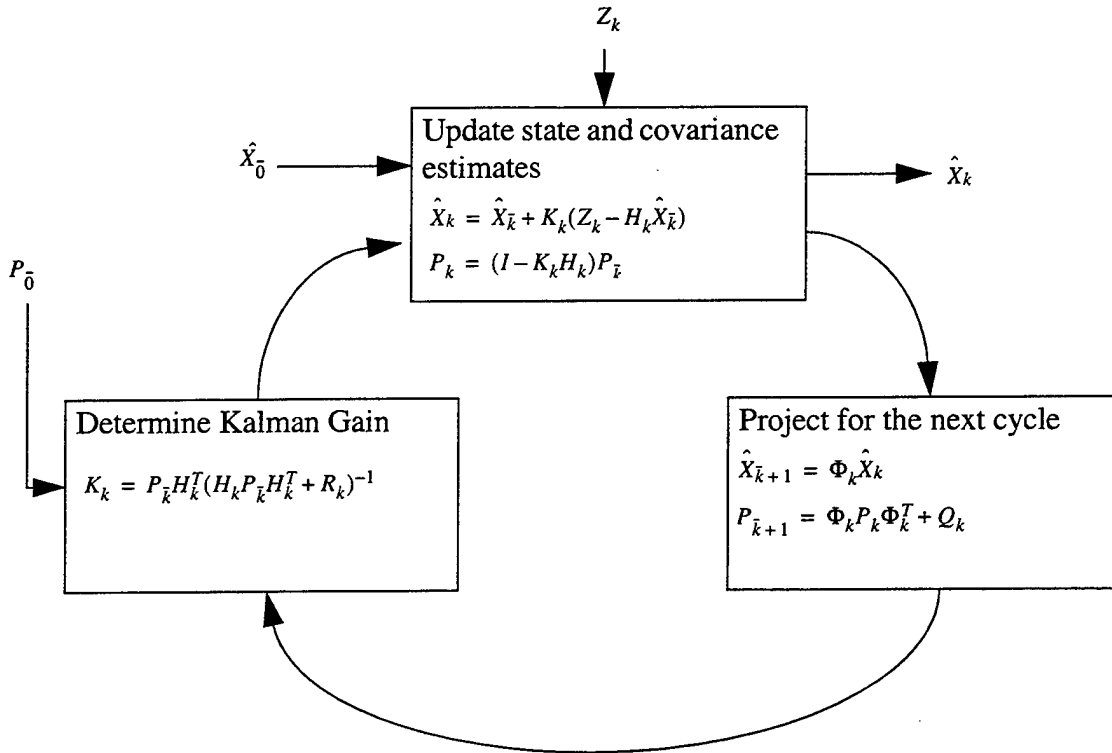 Z_k
X̂_0̄
Update state and covariance
estimates
X̂_k = X̂_k̄ + K_k(Z_k – H_k X̂_k̄)
P_k = (I – K_k H_k)P_k̄
X̂_k
P_0̄
Determine Kalman Gain
K_k = P_k̄ H_k^T (H_k P_k̄ H_k^T + R_k)^–1
Project for the next cycle
X̂_k̄+1 = Φ_k X̂_k
P_k̄+1 = Φ_k P_k Φ_k^T + Q_k